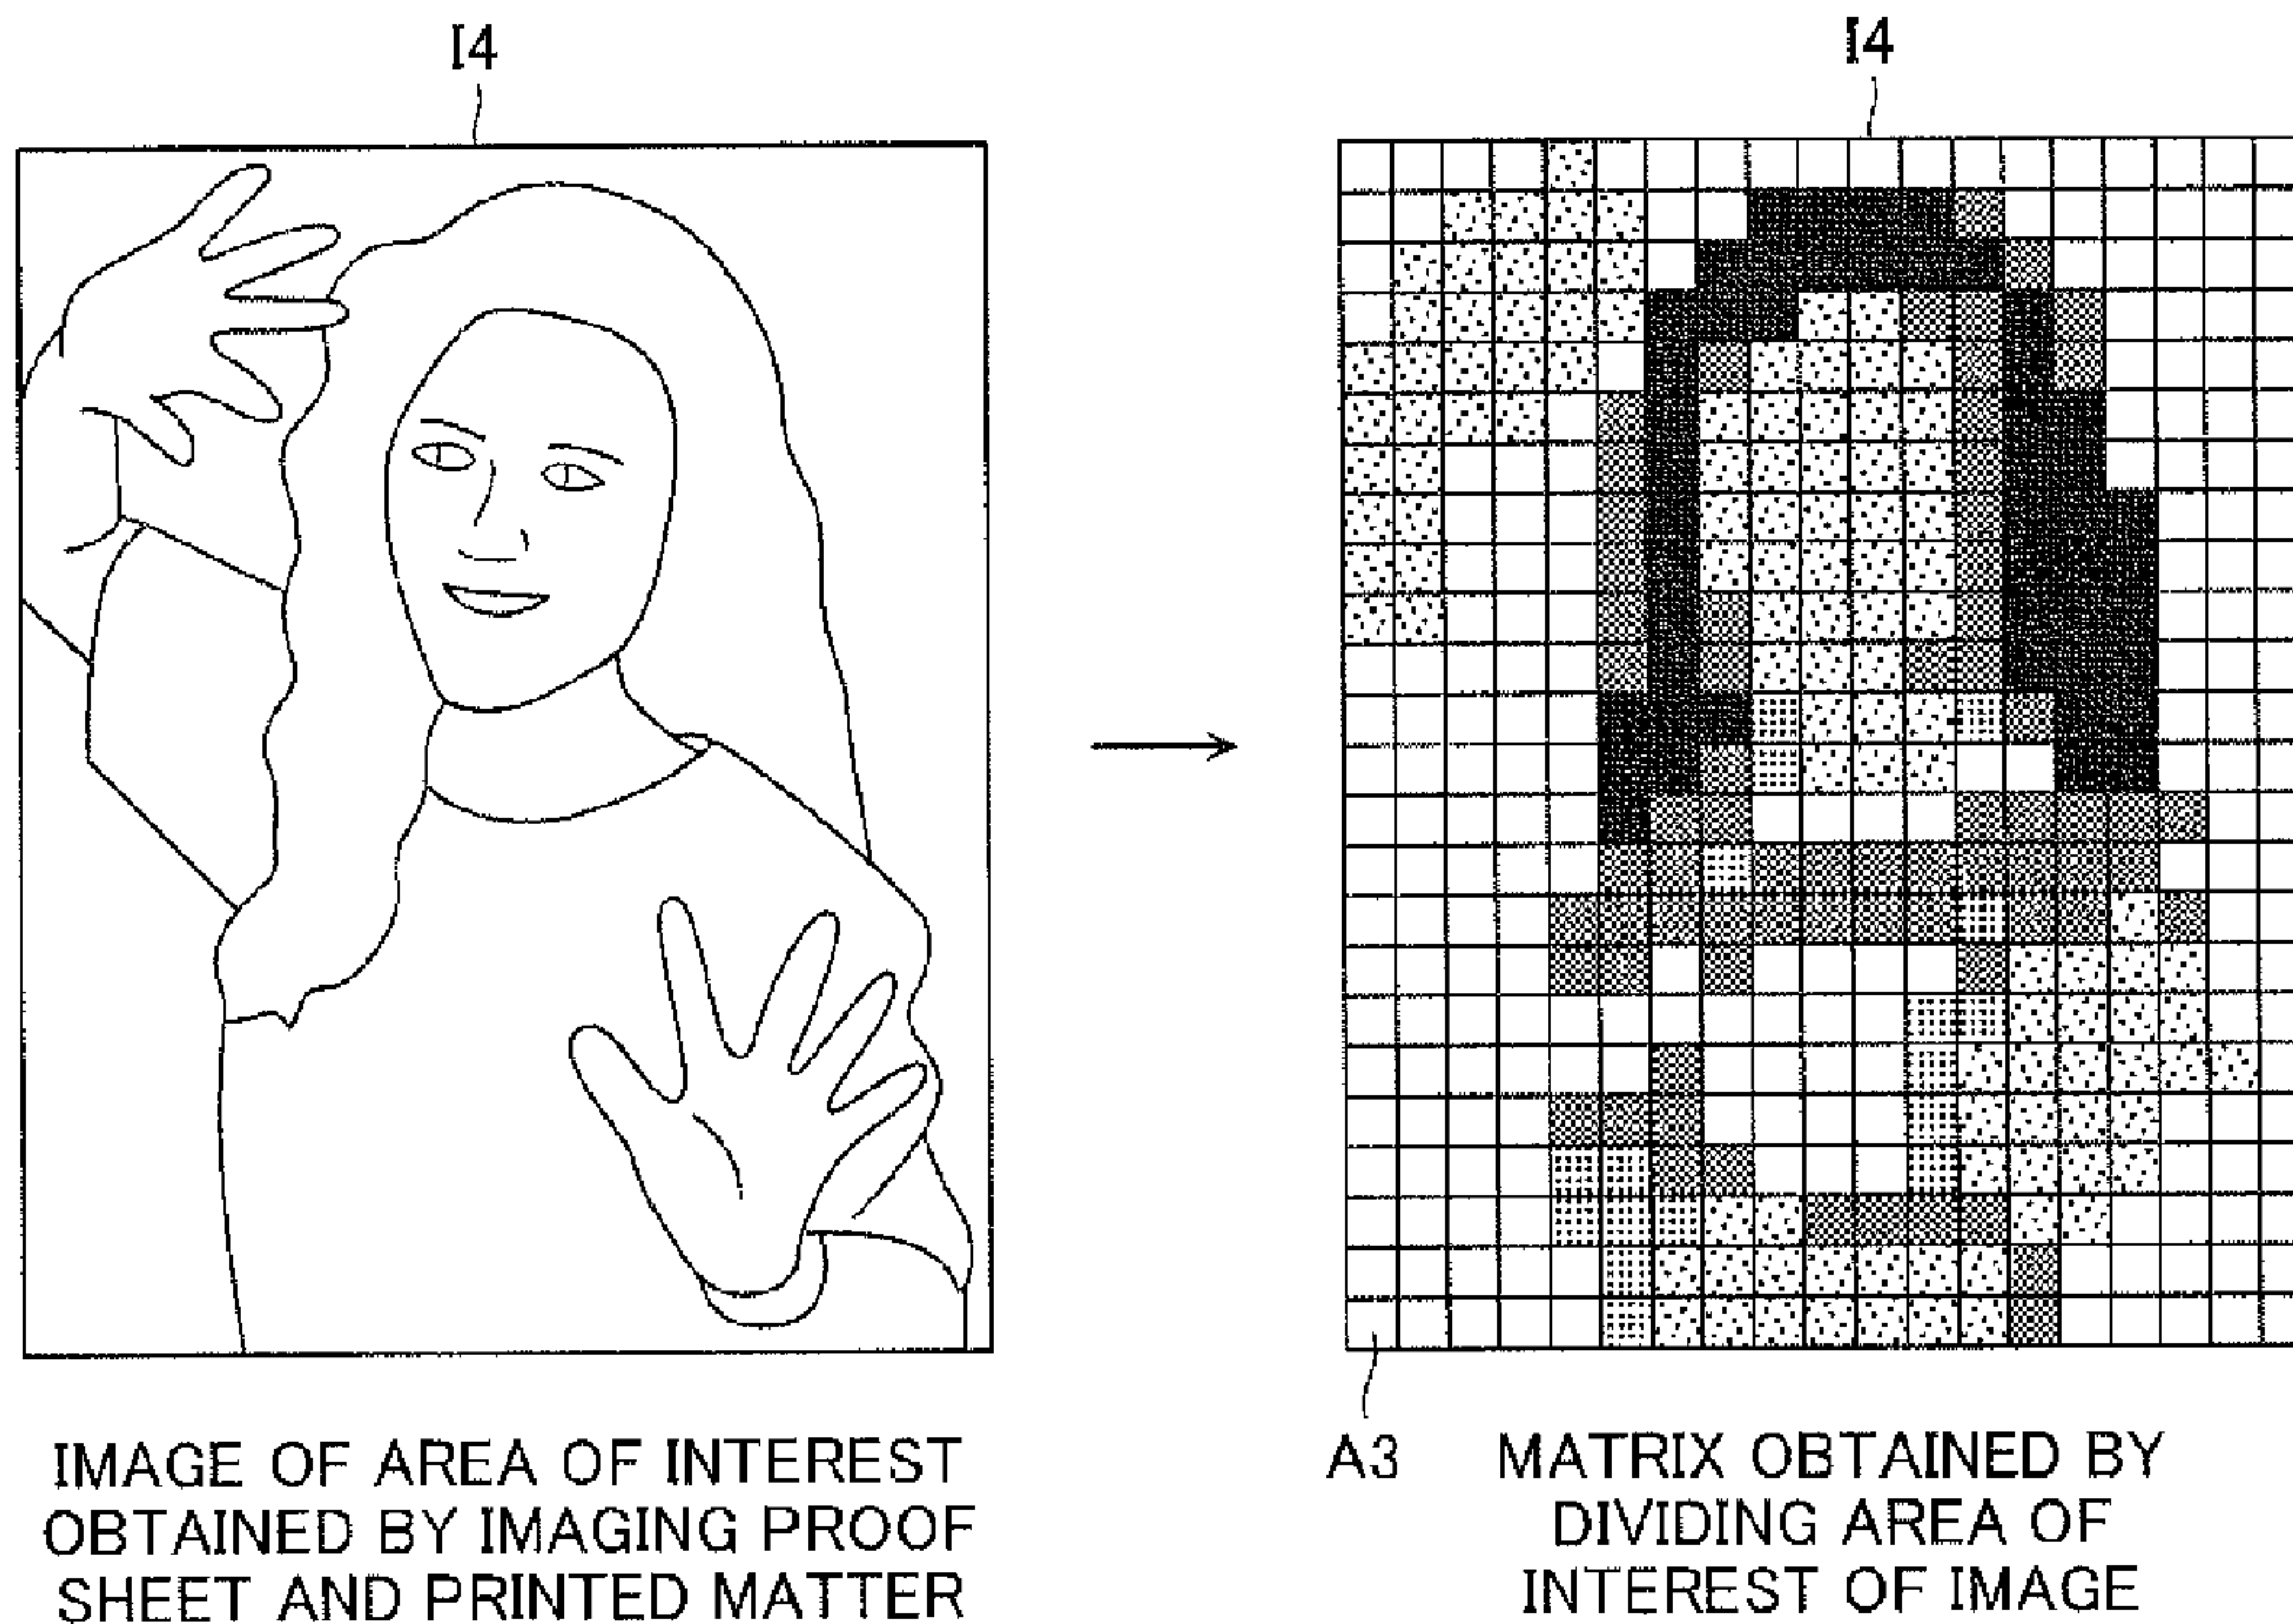 I4
I4
IMAGE OF AREA OF INTEREST
OBTAINED BY IMAGING PROOF
SHEET AND PRINTED MATTER
A3
MATRIX OBTAINED BY
DIVIDING AREA OF
INTEREST OF IMAGE